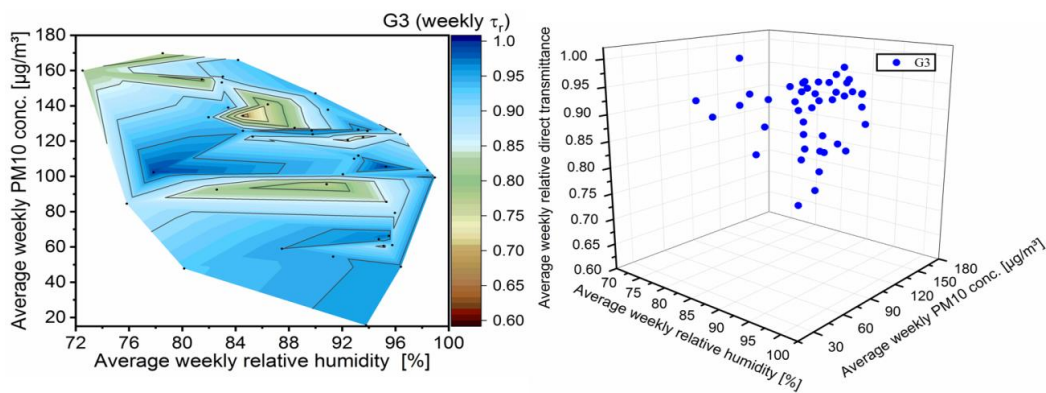 G3 (weekly τr)
180
160
140
120
100
80
60
40
20
Average weekly PM10 conc. [µg/m³]
72 76 80 84 88 92 96 100
Average weekly relative humidity [%]
1.0
0.95
0.90
0.85
0.80
0.75
0.70
0.65
0.60
G3
Average weekly relative direct transmittance
1.00
0.95
0.90
0.85
0.80
0.75
0.70
0.65
0.60
70 75 80 85 90 95 100
Average weekly relative humidity [%]
30 60 90 120 150 180
Average weekly PM10 conc. [µg/m³]